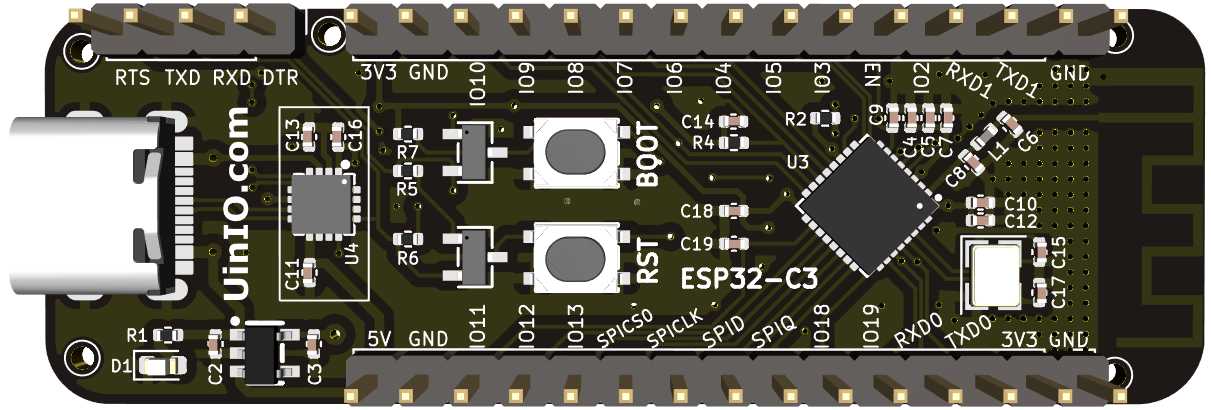 RTS TXD RXD DTR
3V3 GND IO10 IO9 IO8 IO7 IO6 IO4 IO5 IO3 EN IO2 RXD1 TXD1 GND
UinIO.com
C13 C16
U4
C11
R7
R5
R6
BOOT
RST
C14
R4
C18
C19
ESP32-C3
R2
U3
C9 C4 C5 C7
L1 C6
C8
C10
C12
C15
C17
R1
D1
C2 C3
5V GND IO11 IO12 IO13 SPICS0 SPICLK SPID SPIQ IO18 IO19 RXD0 TXD0 3V3 GND